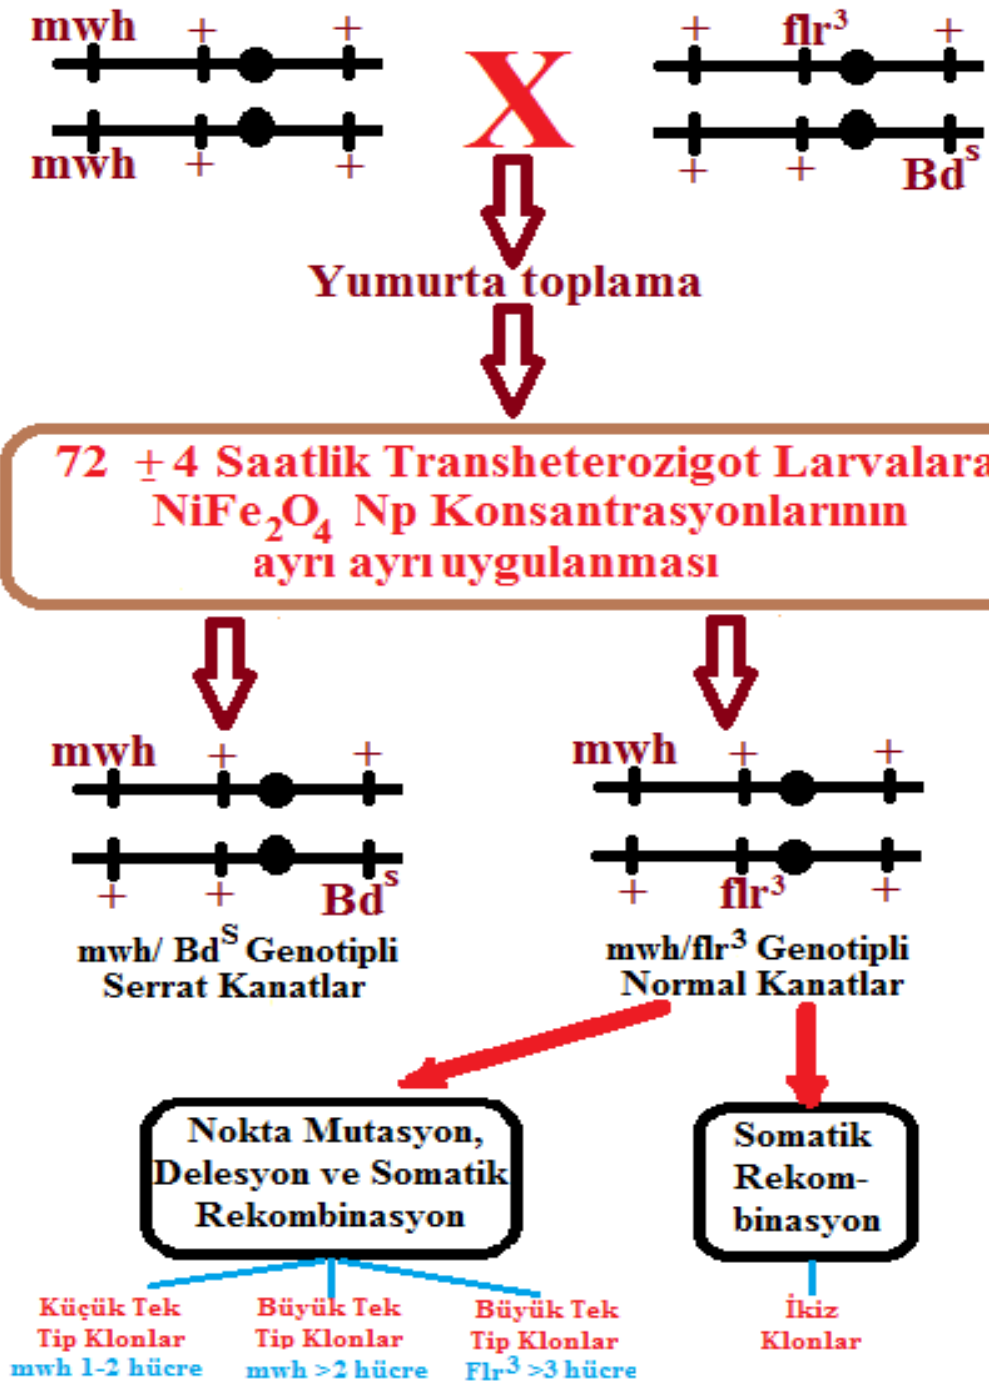 mwh + + + flr³ +
X
mwh + + + + Bdˢ
Yumurta toplama
72 ± 4 Saatlik Transheterozigot Larvalara
NiFe₂O₄ Np Konsantrasyonlarının
ayrı ayrı uygulanması
mwh + + mwh + +
+ + Bdˢ + flr³ +
mwh/ Bdˢ Genotipli
Serrat Kanatlar
mwh/flr³ Genotipli
Normal Kanatlar
Nokta Mutasyon,
Delesyon ve Somatik
Rekombinasyon
Somatik
Rekom-
binasyon
Küçük Tek
Tip Klonlar
mwh 1-2 hücre
Büyük Tek
Tip Klonlar
mwh >2 hücre
Büyük Tek
Tip Klonlar
Flr³ >3 hücre
İkiz
Klonlar